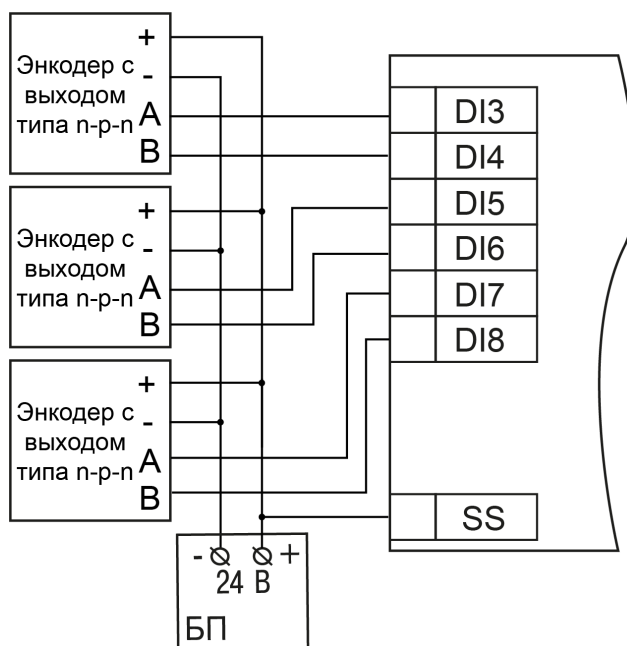 Энкодер с
выходом
типа n-p-n
+
-
A
B
Энкодер с
выходом
типа n-p-n
+
-
A
B
Энкодер с
выходом
типа n-p-n
+
-
A
B
DI3
DI4
DI5
DI6
DI7
DI8
SS
- +
24 В
БП